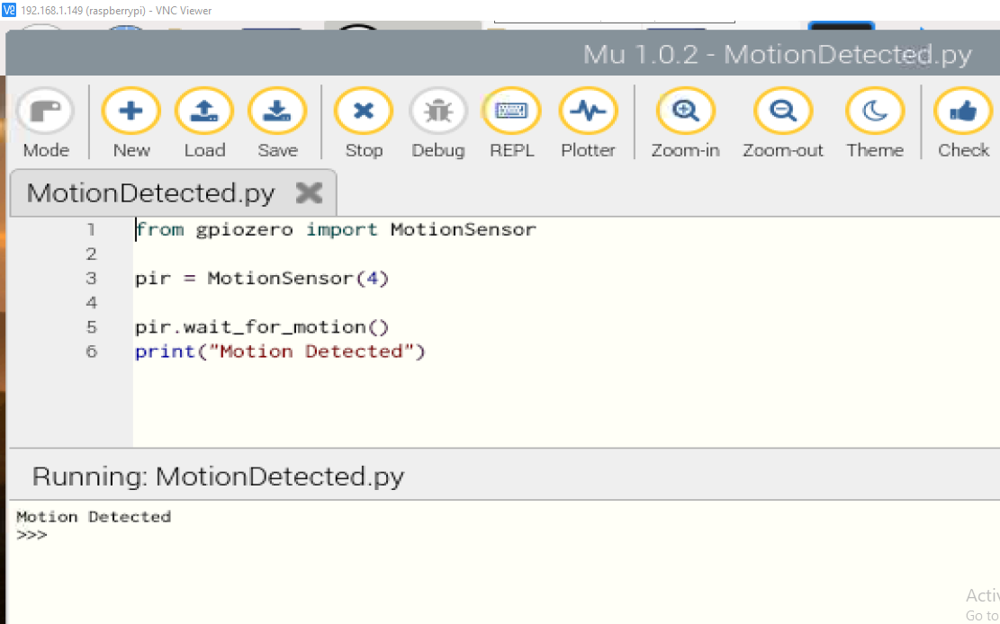 192.168.1.149 (raspberrypi) - VNC Viewer
Mu 1.0.2 - MotionDetected.py
Mode New Load Save Stop Debug REPL Plotter Zoom-in Zoom-out Theme Check
MotionDetected.py
1 from gpiozero import MotionSensor
2
3 pir = MotionSensor(4)
4
5 pir.wait_for_motion()
6 print("Motion Detected")
Running: MotionDetected.py
Motion Detected
>>>
Activ
Go to